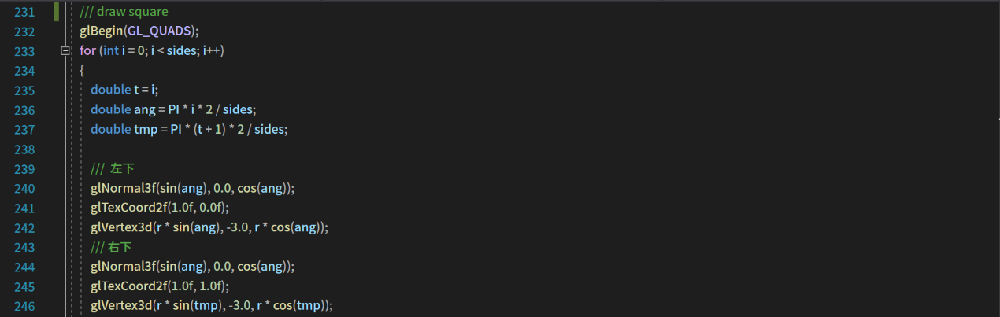 231 /// draw square
232 glBegin(GL_QUADS);
233 for (int i = 0; i < sides; i++)
234 {
235 double t = i;
236 double ang = PI * i * 2 / sides;
237 double tmp = PI * (t + 1) * 2 / sides;
238
239 /// 左下
240 glNormal3f(sin(ang), 0.0, cos(ang));
241 glTexCoord2f(1.0f, 0.0f);
242 glVertex3d(r * sin(ang), -3.0, r * cos(ang));
243 /// 右下
244 glNormal3f(sin(ang), 0.0, cos(ang));
245 glTexCoord2f(1.0f, 1.0f);
246 glVertex3d(r * sin(tmp), -3.0, r * cos(tmp));